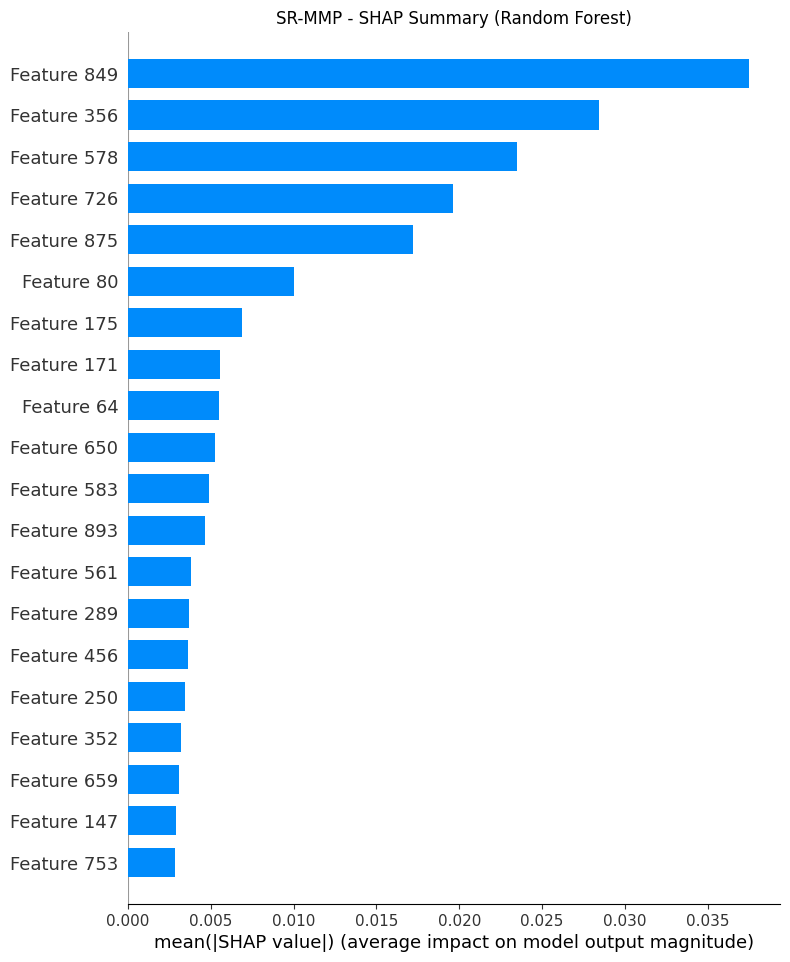 SR-MMP - SHAP Summary (Random Forest)
Feature 849
Feature 356
Feature 578
Feature 726
Feature 875
Feature 80
Feature 175
Feature 171
Feature 64
Feature 650
Feature 583
Feature 893
Feature 561
Feature 289
Feature 456
Feature 250
Feature 352
Feature 659
Feature 147
Feature 753
0.000 0.005 0.010 0.015 0.020 0.025 0.030 0.035
mean(|SHAP value|) (average impact on model output magnitude)